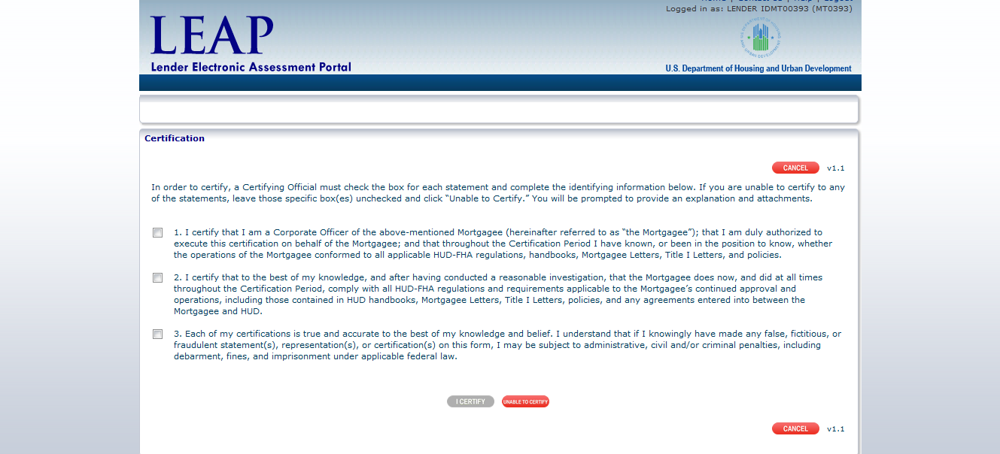 Home | Contact Us | Help | Logout
Logged in as: LENDER IDMT00393 (MT0393)
LEAP
Lender Electronic Assessment Portal
U.S. Department of Housing and Urban Development
Certification
CANCEL v1.1
In order to certify, a Certifying Official must check the box for each statement and complete the identifying information below. If you are unable to certify to any
of the statements, leave those specific box(es) unchecked and click “Unable to Certify.” You will be prompted to provide an explanation and attachments.
1. I certify that I am a Corporate Officer of the above-mentioned Mortgagee (hereinafter referred to as “the Mortgagee”); that I am duly authorized to
execute this certification on behalf of the Mortgagee; and that throughout the Certification Period I have known, or been in the position to know, whether
the operations of the Mortgagee conformed to all applicable HUD-FHA regulations, handbooks, Mortgagee Letters, Title I Letters, and policies.
2. I certify that to the best of my knowledge, and after having conducted a reasonable investigation, that the Mortgagee does now, and did at all times
throughout the Certification Period, comply with all HUD-FHA regulations and requirements applicable to the Mortgagee’s continued approval and
operations, including those contained in HUD handbooks, Mortgagee Letters, Title I Letters, policies, and any agreements entered into between the
Mortgagee and HUD.
3. Each of my certifications is true and accurate to the best of my knowledge and belief. I understand that if I knowingly have made any false, fictitious, or
fraudulent statement(s), representation(s), or certification(s) on this form, I may be subject to administrative, civil and/or criminal penalties, including
debarment, fines, and imprisonment under applicable federal law.
I CERTIFY UNABLE TO CERTIFY
CANCEL v1.1